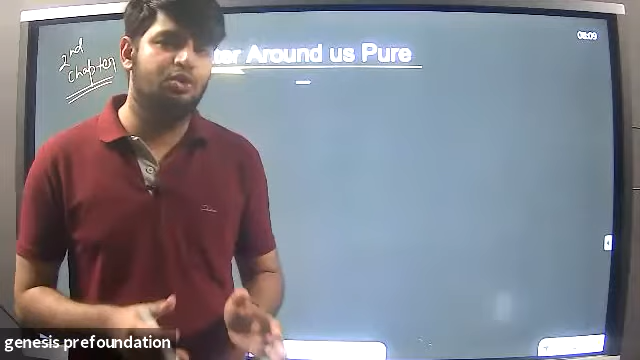 08:09
2nd
Chapter
ter Around us Pure
genesis prefoundation